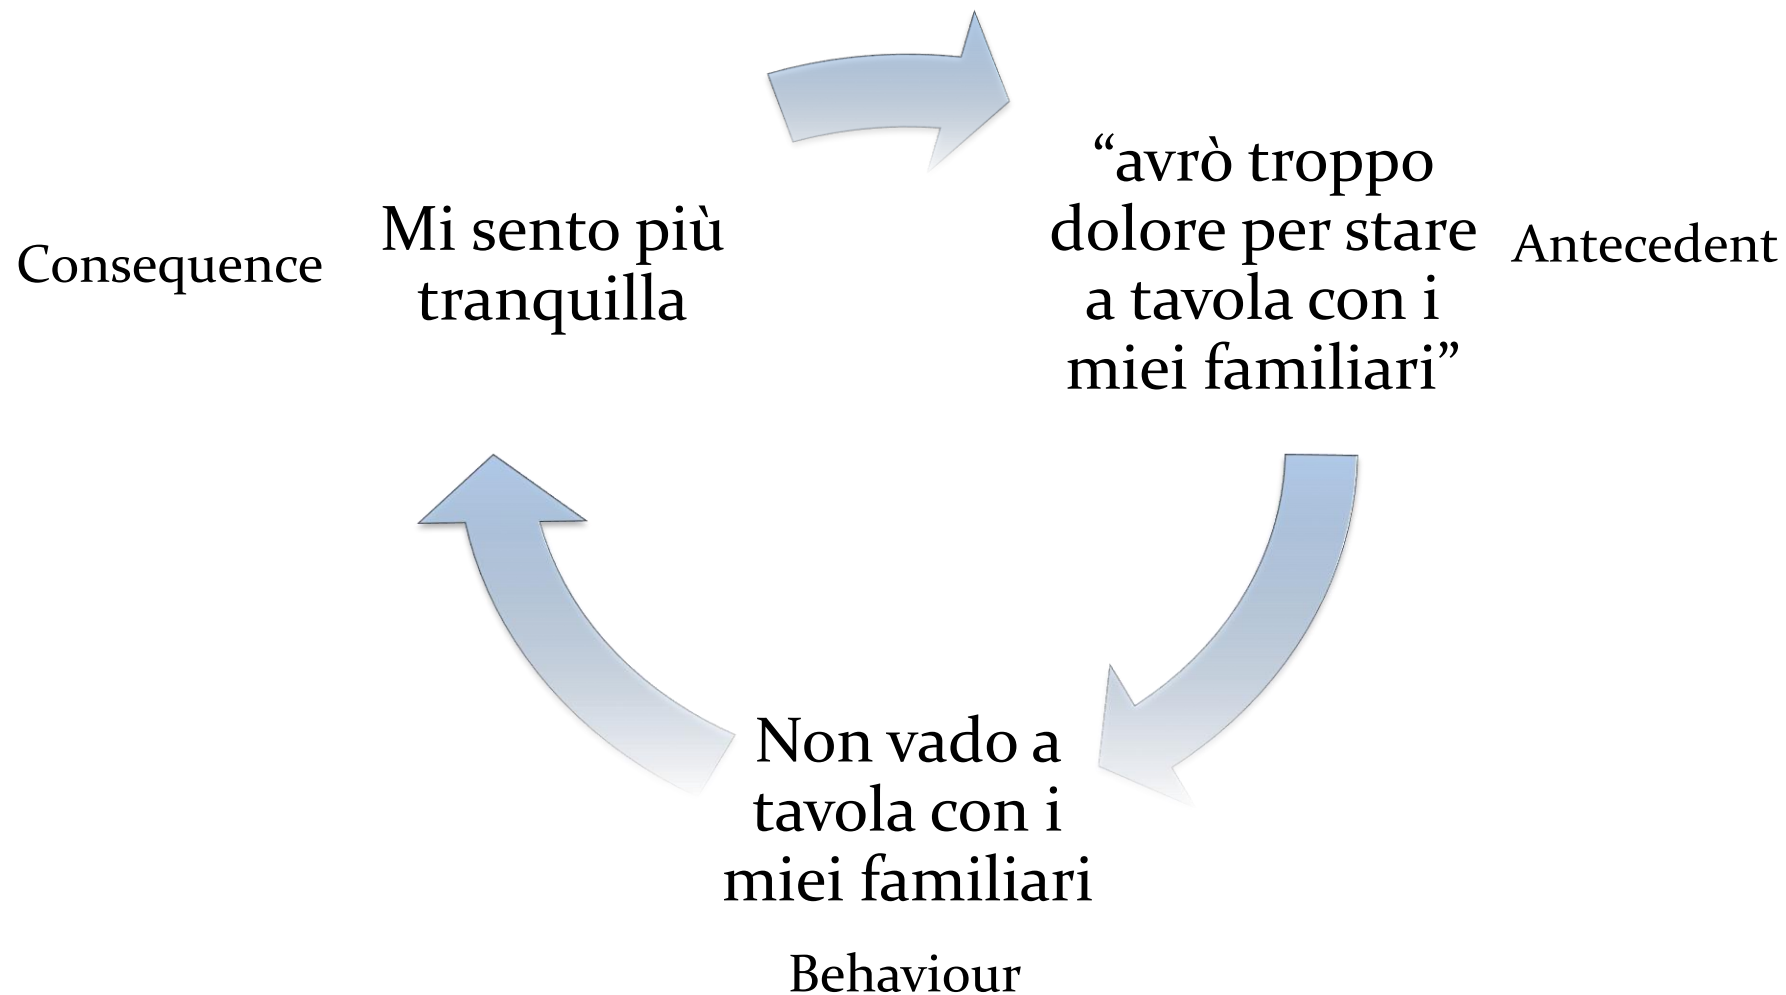 “avrò troppo
dolore per stare
a tavola con i
miei familiari”
Antecedent
Non vado a
tavola con i
miei familiari
Behaviour
Mi sento più
tranquilla
Consequence